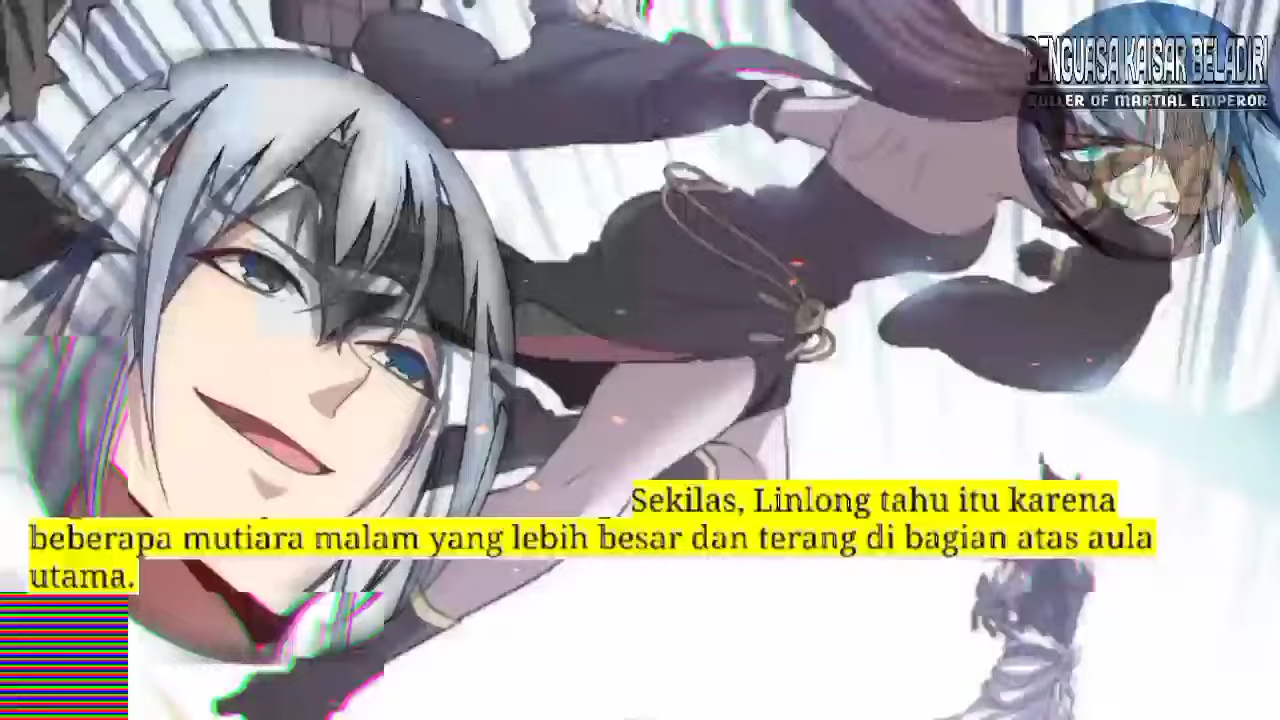 PENGUASA KAISAR BELADIRI
RULLER OF MARTIAL EMPEROR
Sekilas, Linlong tahu itu karena
beberapa mutiara malam yang lebih besar dan terang di bagian atas aula
utama.